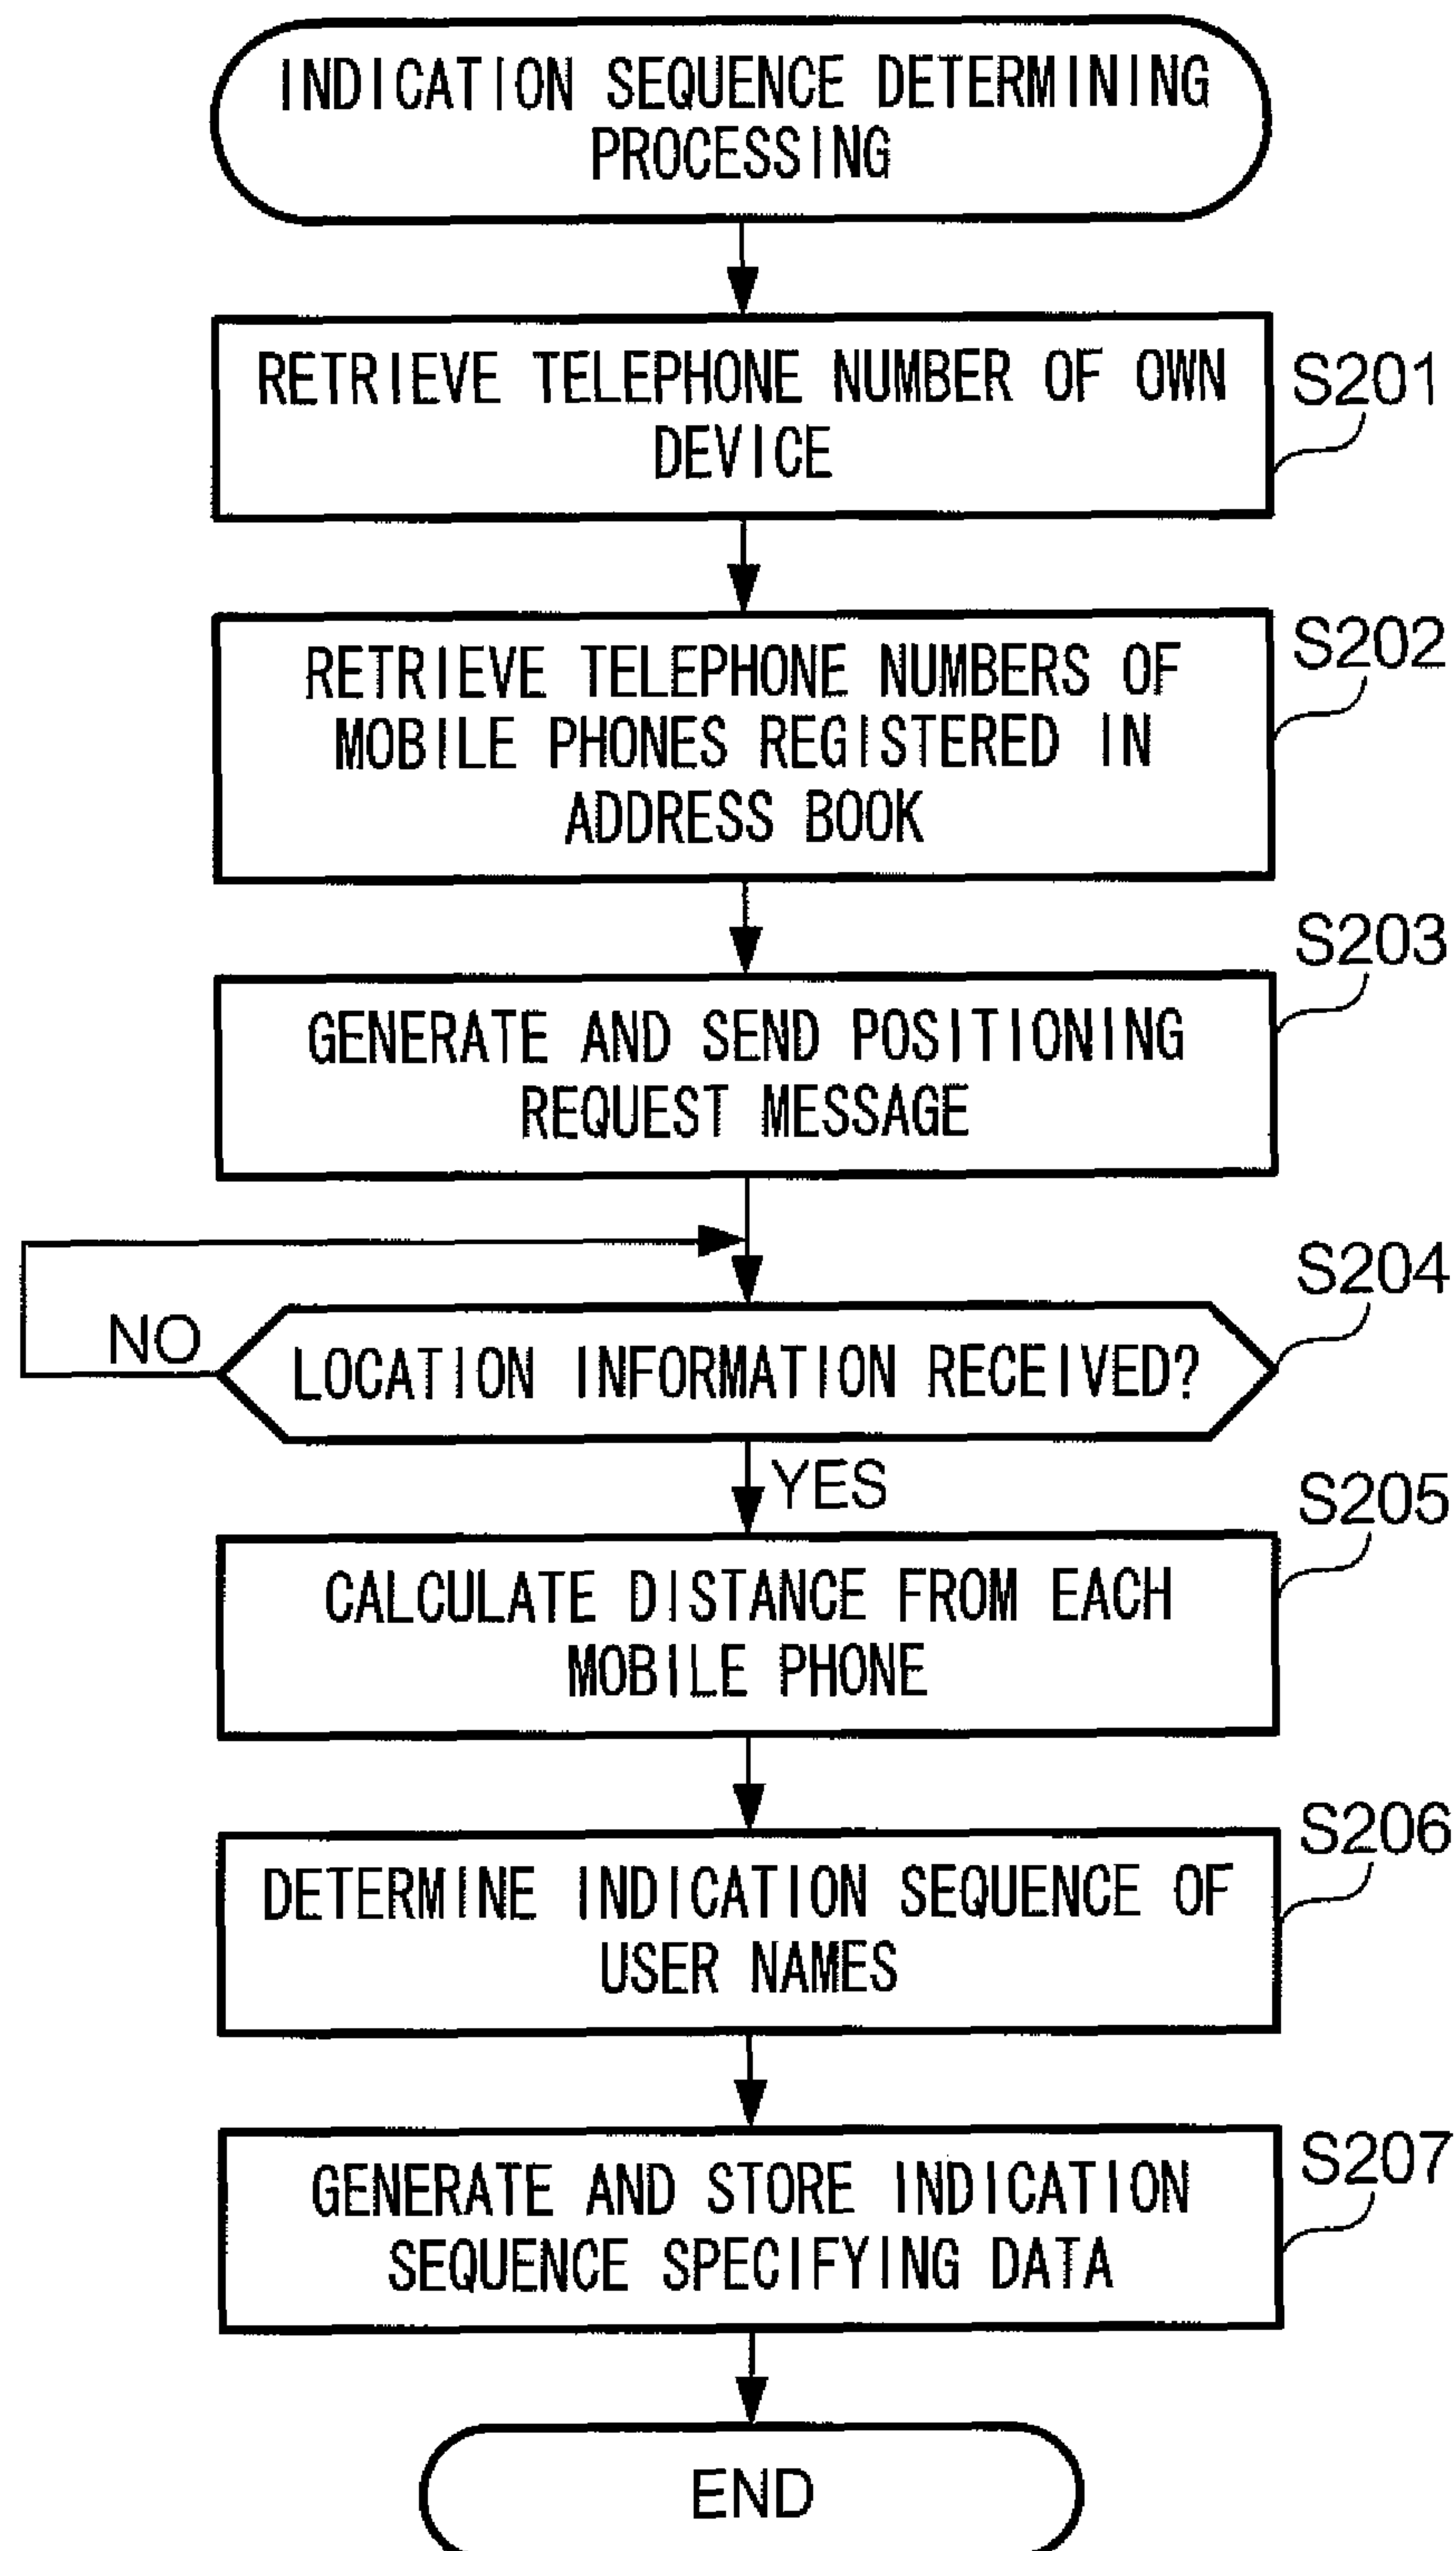 INDICATION SEQUENCE DETERMINING
PROCESSING
RETRIEVE TELEPHONE NUMBER OF OWN
DEVICE
S201
RETRIEVE TELEPHONE NUMBERS OF
MOBILE PHONES REGISTERED IN
ADDRESS BOOK
S202
GENERATE AND SEND POSITIONING
REQUEST MESSAGE
S203
NO
LOCATION INFORMATION RECEIVED?
S204
YES
CALCULATE DISTANCE FROM EACH
MOBILE PHONE
S205
DETERMINE INDICATION SEQUENCE OF
USER NAMES
S206
GENERATE AND STORE INDICATION
SEQUENCE SPECIFYING DATA
S207
END